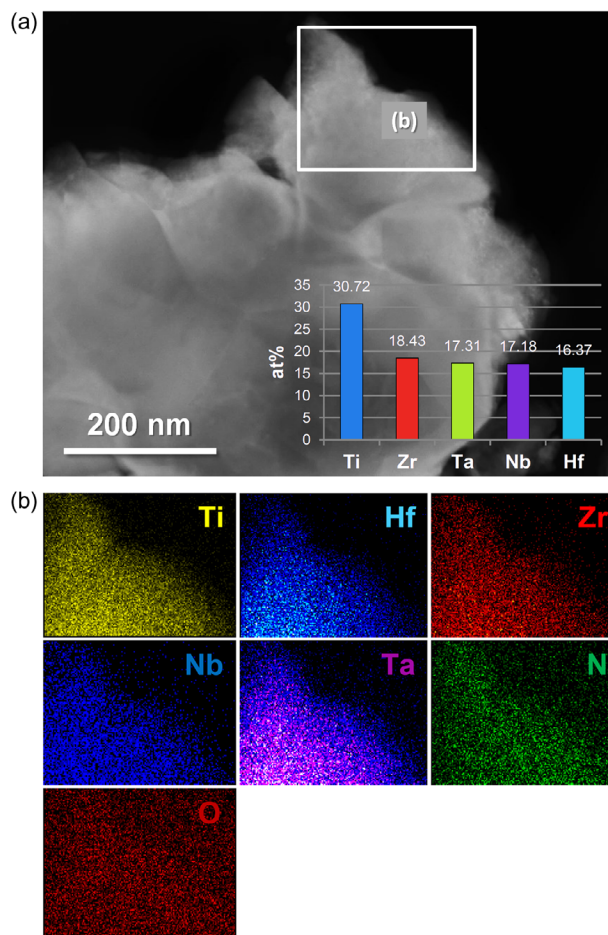 (a)
(b)
35
30
25
20
15
10
5
0
at%
30.72
18.43
17.31
17.18
16.37
Ti Zr Ta Nb Hf
200 nm
(b)
Ti Hf Zr
Nb Ta N
O